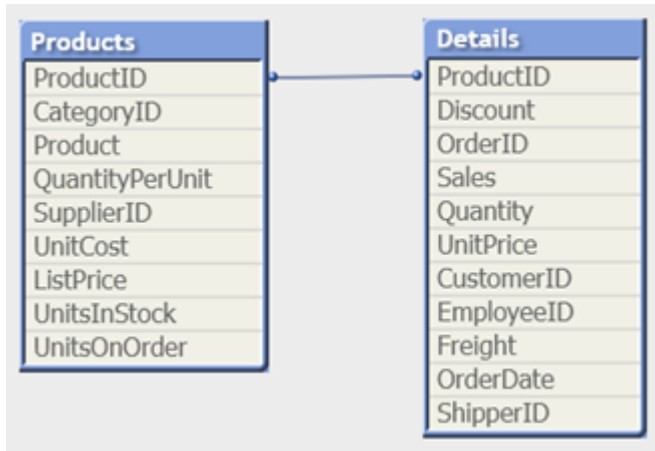 Products
ProductID
CategoryID
Product
QuantityPerUnit
SupplierID
UnitCost
ListPrice
UnitsInStock
UnitsOnOrder
Details
ProductID
Discount
OrderID
Sales
Quantity
UnitPrice
CustomerID
EmployeeID
Freight
OrderDate
ShipperID